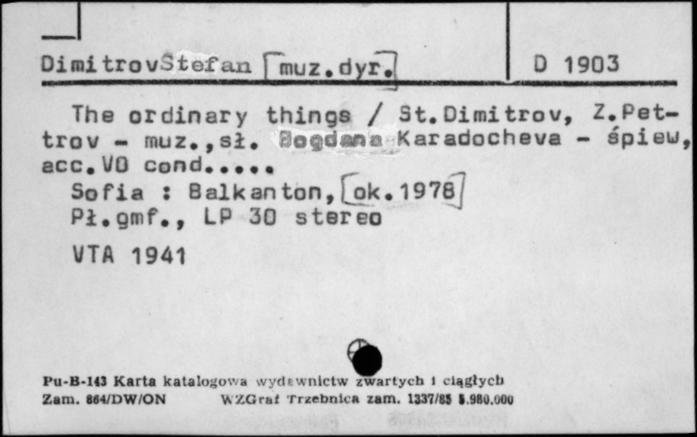 Dimitrov Stefan [muz.dyr.] D 1903
The ordinary things / St.Dimitrov, Z.Pet-
trov - muz.,sł. Bogdana Karadocheva - śpiew,
acc.VO cond.....
Sofia : Balkanton, [ok.1978]
Pł.gmf., LP 30 stereo
VTA 1941
Pu-B-143 Karta katalogowa wydawnictw zwartych i ciągłych
Zam. 864/DW/ON WZGraf Trzebnica zam. 1337/85 5.980.000